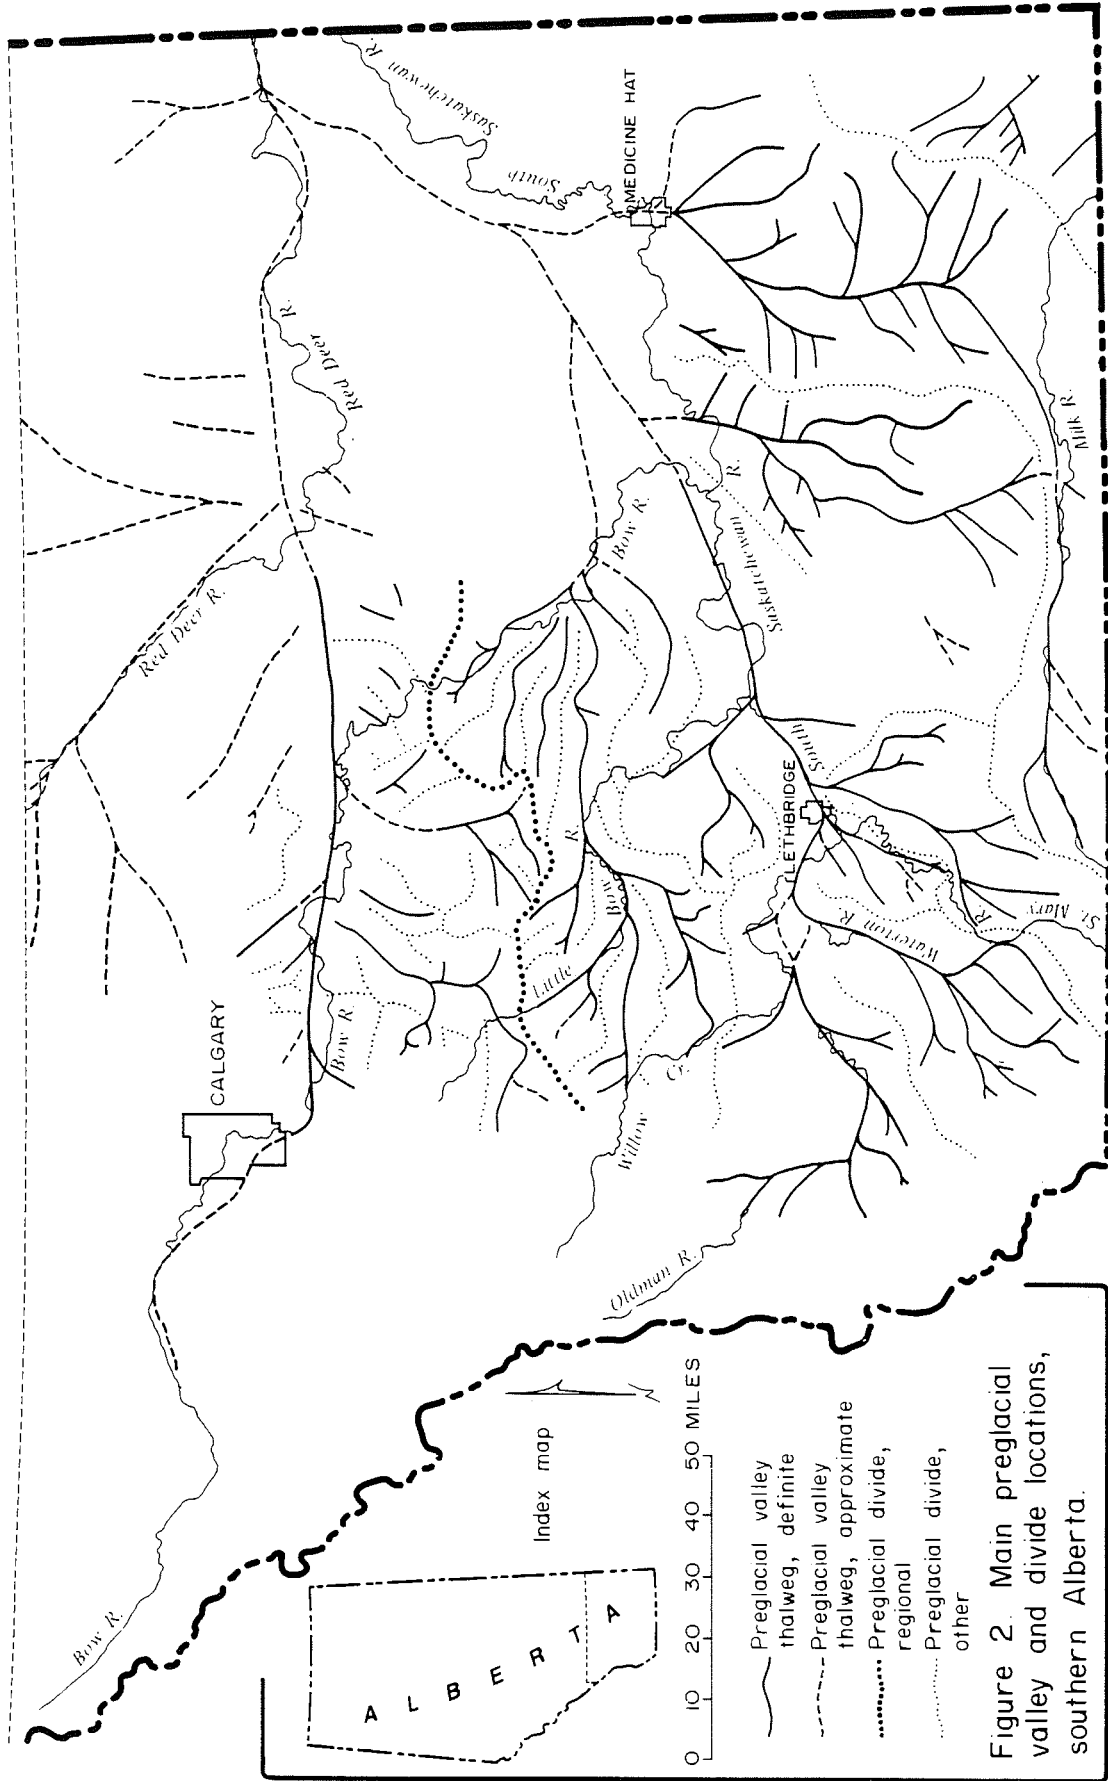 CALGARY
MEDICINE HAT
LETHBRIDGE
Bow R.
Bow R.
Red Deer R.
Red Deer R.
South
Saskatchewan R.
Bow R.
South
Saskatchewan
R.
Little
Bow
R.
Willow
Cr.
Oldman R.
Waterton R.
St. Mary
R.
Milk R.
Index map
ALBERTA
0 10 20 30 40 50 MILES
Preglacial valley
thalweg, definite
Preglacial valley
thalweg, approximate
Preglacial divide,
regional
Preglacial divide,
other
Figure 2. Main preglacial
valley and divide locations,
southern Alberta.